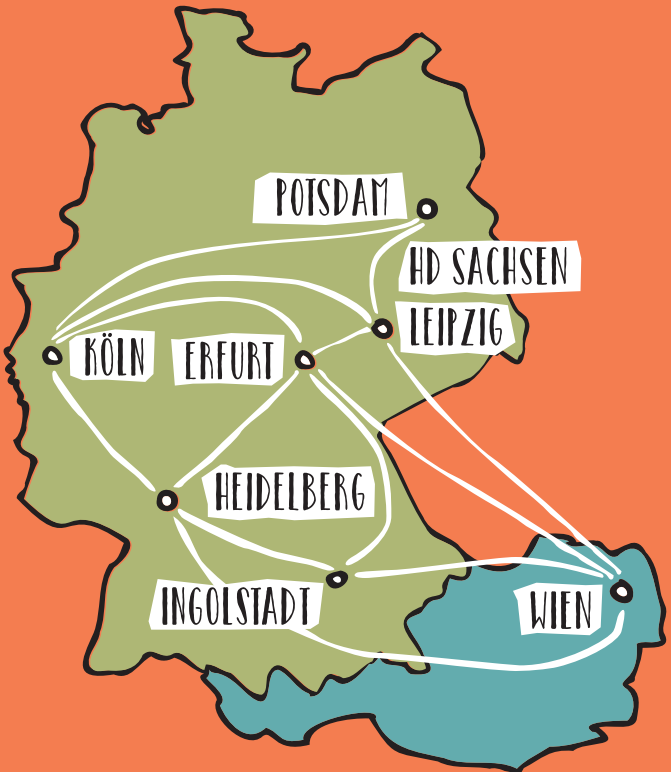 POTSDAM
HD SACHSEN
LEIPZIG
KÖLN
ERFURT
HEIDELBERG
INGOLSTADT
WIEN